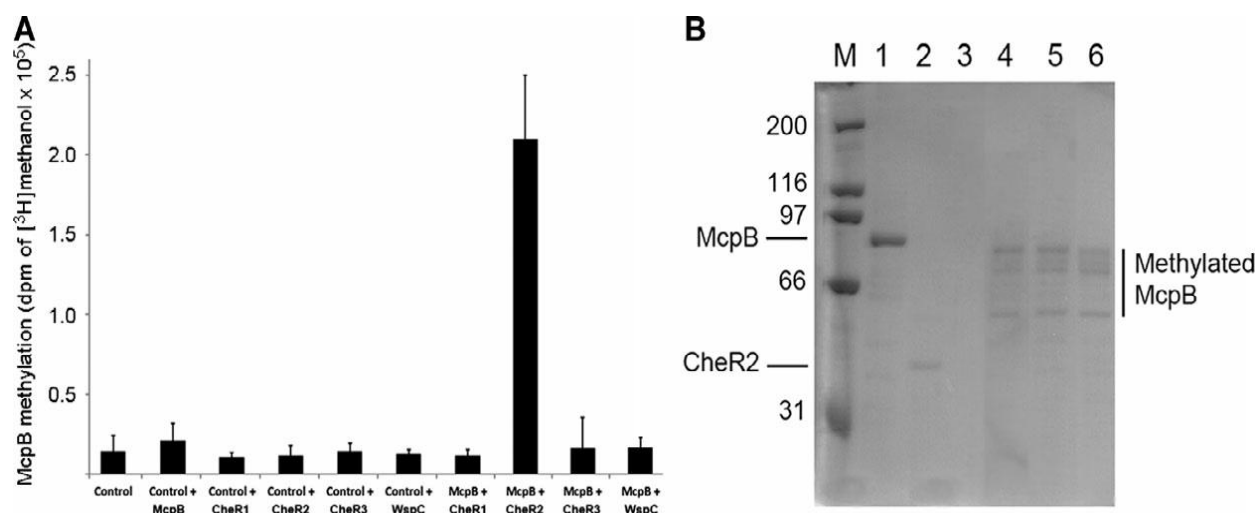 A
McpB methylation (dpm of [³H]methanol x 10⁵)
2.5
2.0
1.5
1.0
0.5
Control
Control + McpB
Control + CheR1
Control + CheR2
Control + CheR3
Control + WspC
McpB + CheR1
McpB + CheR2
McpB + CheR3
McpB + WspC
B
M 1 2 3 4 5 6
200
116
97
McpB
66
CheR2
31
Methylated
McpB